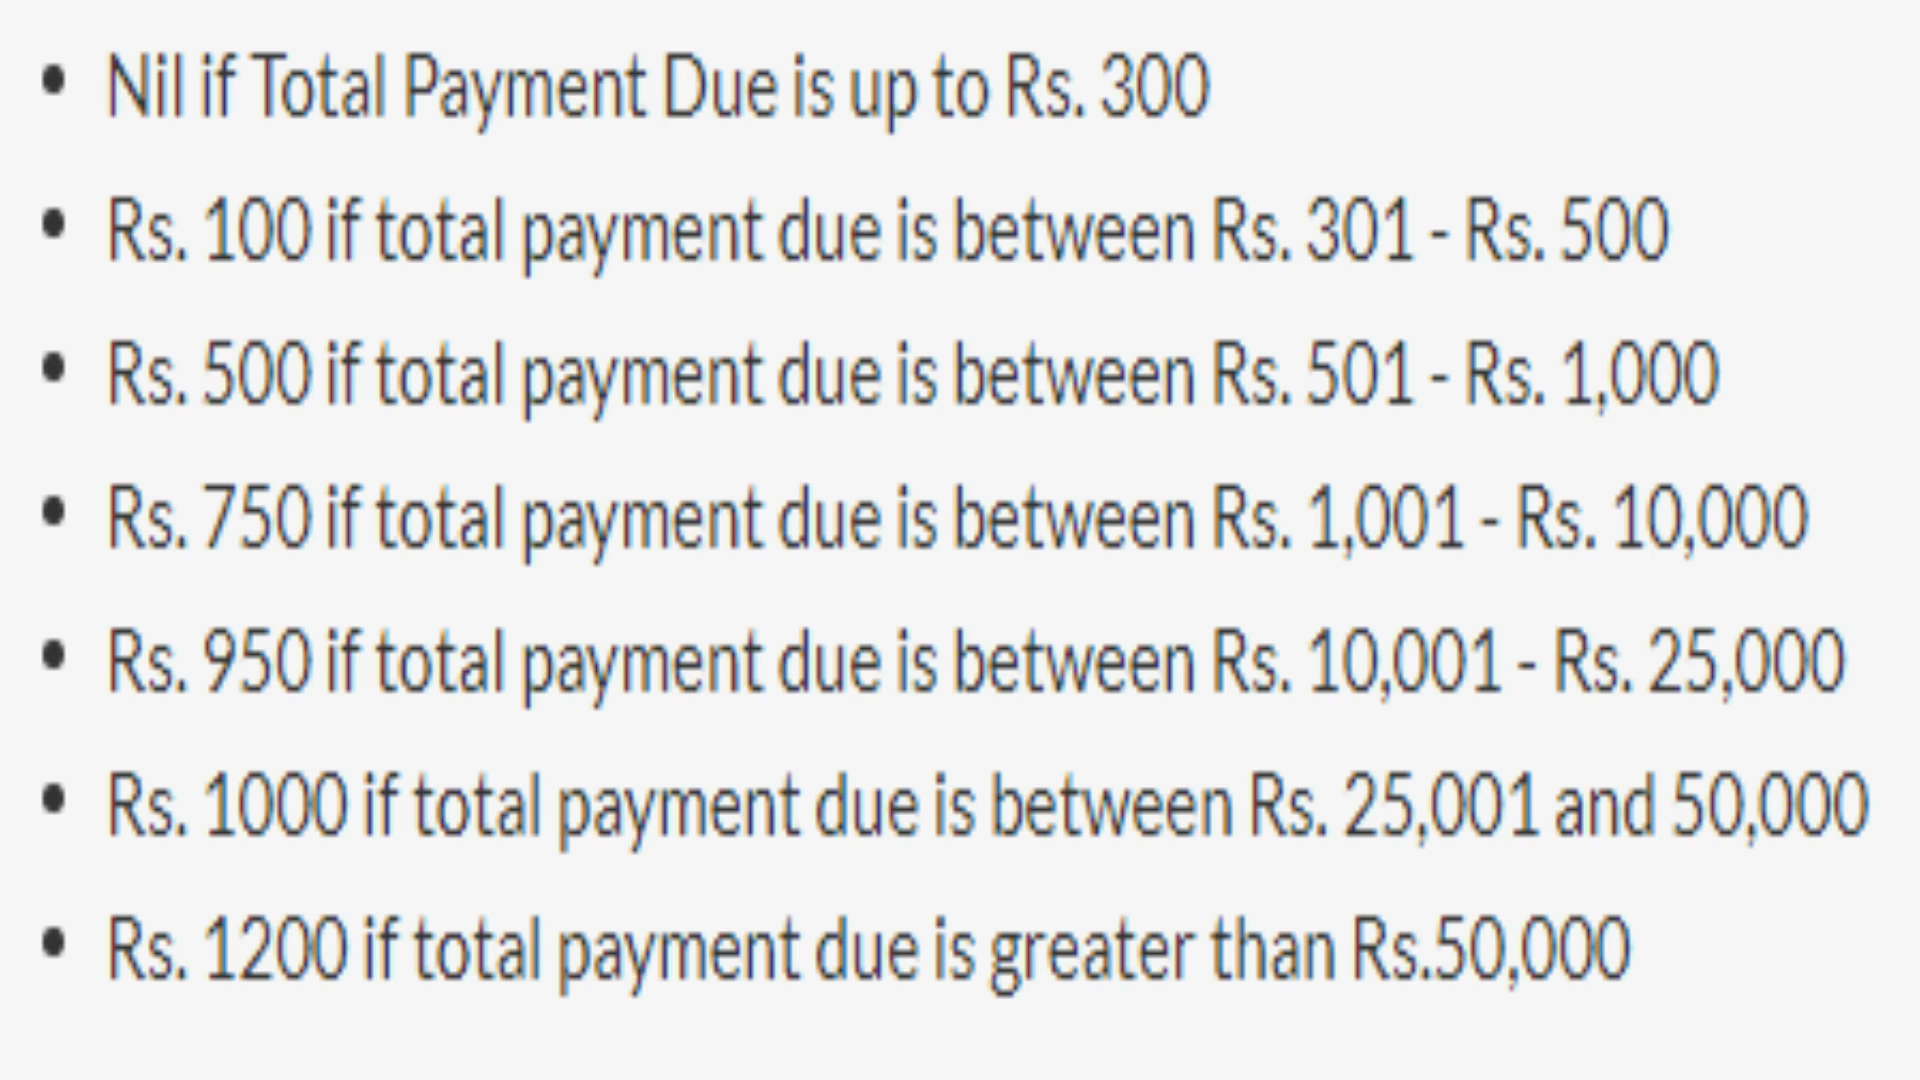 • Nil if Total Payment Due is up to Rs. 300
• Rs. 100 if total payment due is between Rs. 301 - Rs. 500
• Rs. 500 if total payment due is between Rs. 501 - Rs. 1,000
• Rs. 750 if total payment due is between Rs. 1,001 - Rs. 10,000
• Rs. 950 if total payment due is between Rs. 10,001 - Rs. 25,000
• Rs. 1000 if total payment due is between Rs. 25,001 and 50,000
• Rs. 1200 if total payment due is greater than Rs.50,000